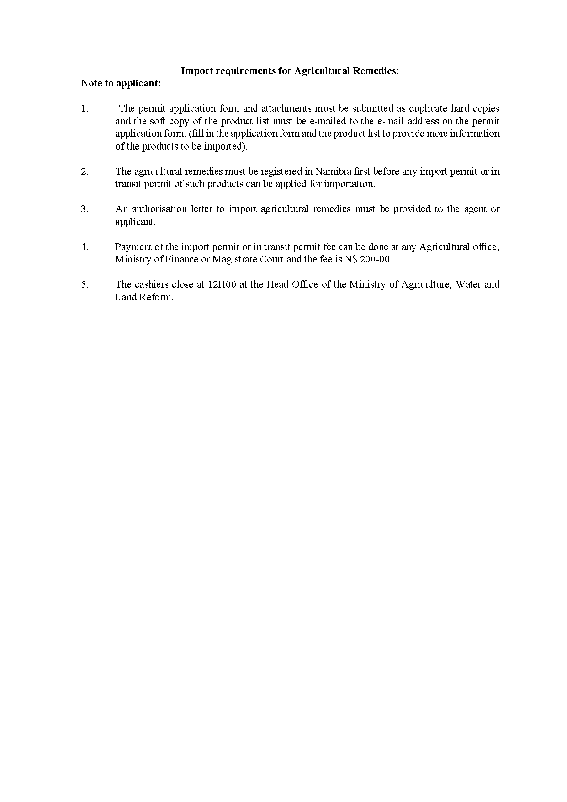 Import requirements for Agricultural Remedies:
Note to applicant:
1. The permit application form and attachments must be submitted as duplicate hard copies
and the soft copy of the product list must be e-mailed to the e-mail address on the permit
application form. (fill in the application form and the product list to provide more information
of the products to be imported).
2. The agricultural remedies must be registered in Namibia first before any import permit or in
transit permit of such products can be applied for importation.
3. An authorisation letter to import agricultural remedies must be provided to the agent or
applicant.
4. Payment of the import permit or in transit permit fee can be done at any Agricultural office,
Ministry of Finance or Magistrate Court and the fee is N$ 200-00
5. The cashiers close at 12H00 at the Head Office of the Ministry of Agriculture, Water and
Land Reform.